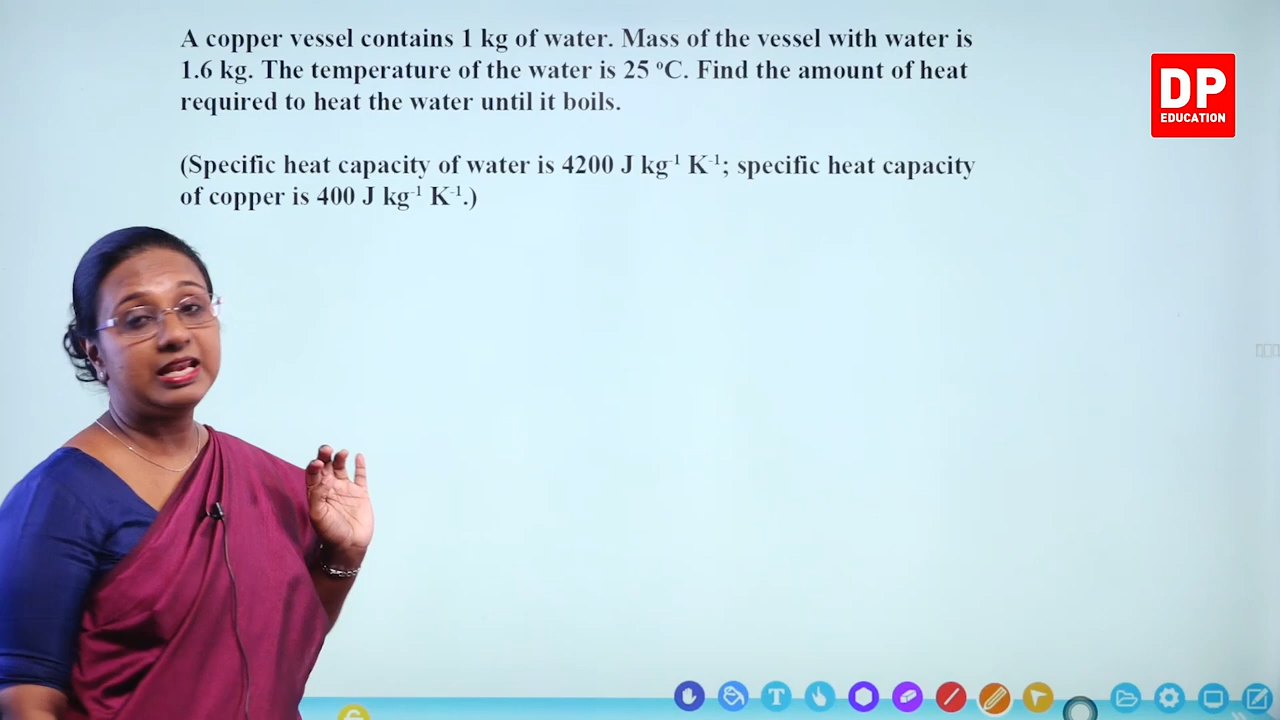 A copper vessel contains 1 kg of water. Mass of the vessel with water is
1.6 kg. The temperature of the water is 25 ⁰C. Find the amount of heat
required to heat the water until it boils.
(Specific heat capacity of water is 4200 J kg⁻¹ K⁻¹; specific heat capacity
of copper is 400 J kg⁻¹ K⁻¹.)
DP
EDUCATION